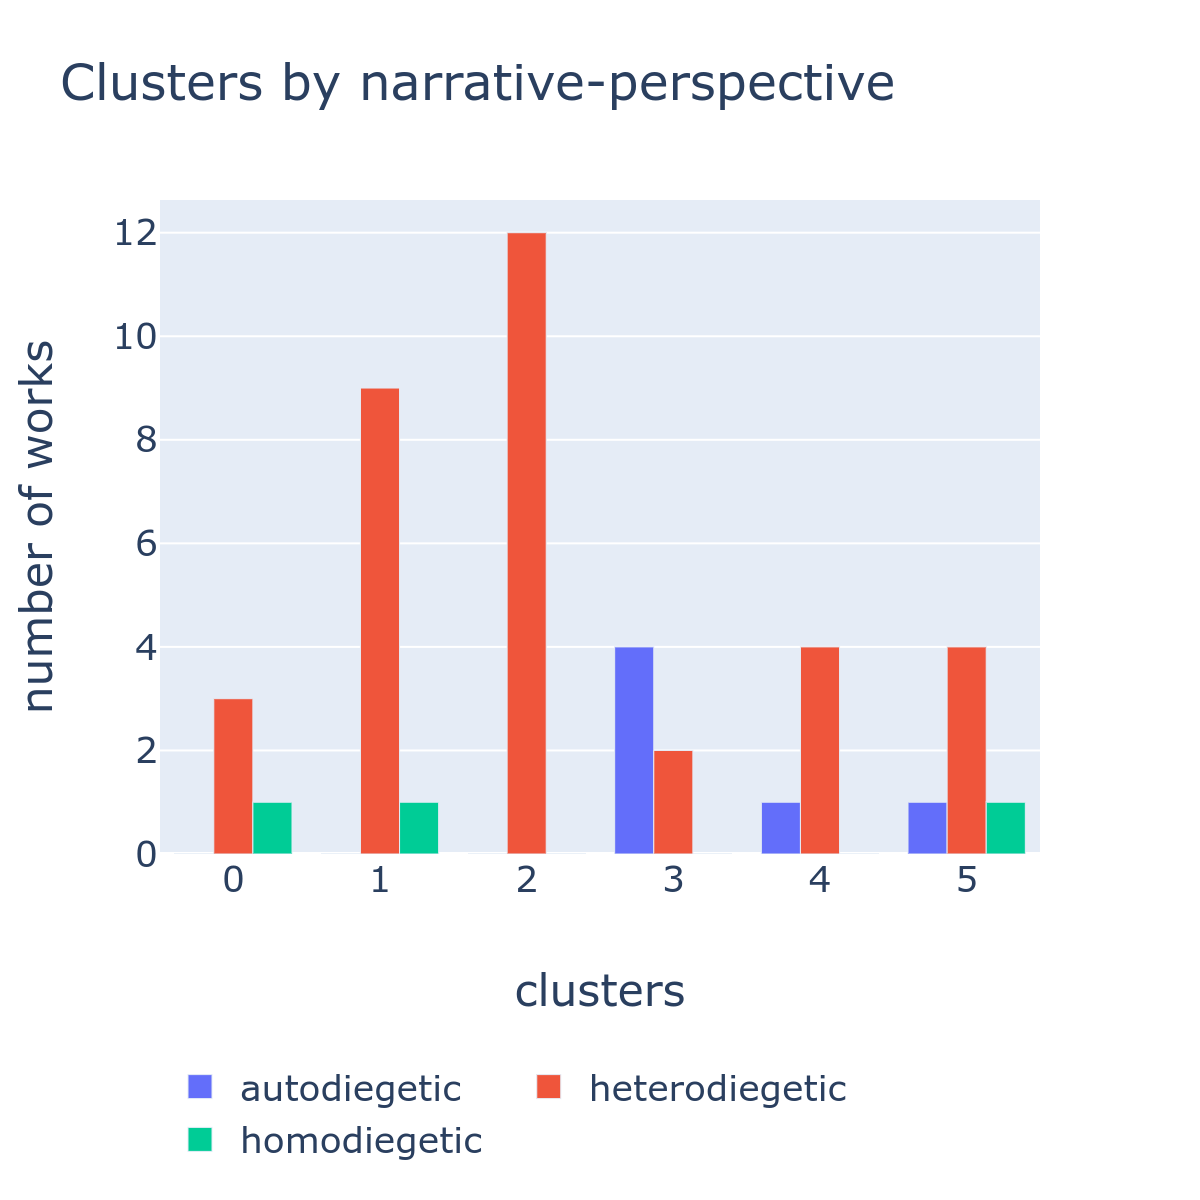 Clusters by narrative-perspective
number of works
12
10
8
6
4
2
0
0 1 2 3 4 5
clusters
autodiegetic heterodiegetic
homodiegetic